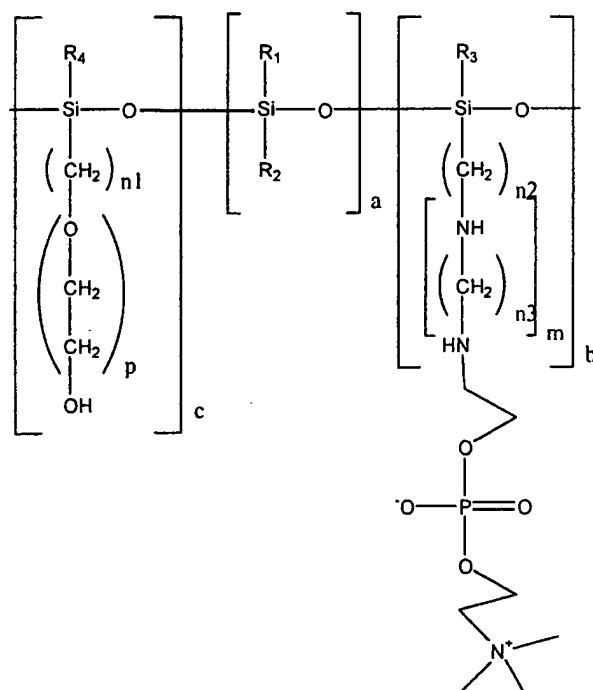 R4 R1 R3
Si O Si O Si O
(CH2)n1 R2 a (CH2)n2
O NH
CH2 (CH2)n3
CH2 p HN m b
OH c
O
-O P O
O
N+